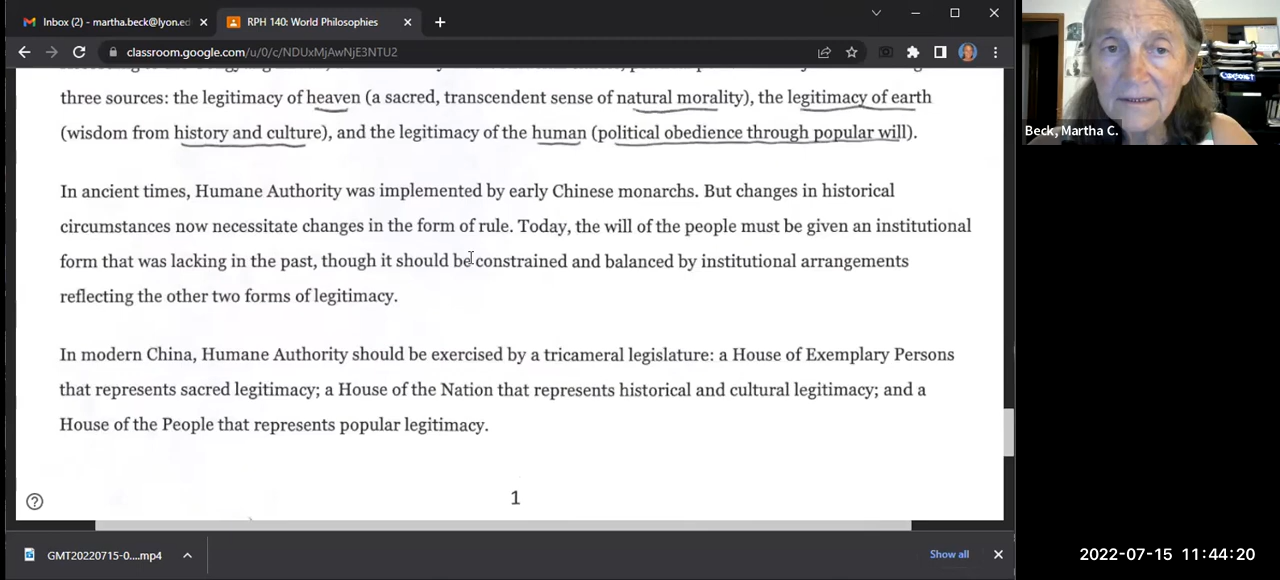 Inbox (2) - martha.beck@lyon.ed
RPH 140: World Philosophies
classroom.google.com/u/0/c/NDUxMjAwNjE3NTU2
three sources: the legitimacy of heaven (a sacred, transcendent sense of natural morality), the legitimacy of earth
(wisdom from history and culture), and the legitimacy of the human (political obedience through popular will).
In ancient times, Humane Authority was implemented by early Chinese monarchs. But changes in historical
circumstances now necessitate changes in the form of rule. Today, the will of the people must be given an institutional
form that was lacking in the past, though it should be constrained and balanced by institutional arrangements
reflecting the other two forms of legitimacy.
In modern China, Humane Authority should be exercised by a tricameral legislature: a House of Exemplary Persons
that represents sacred legitimacy; a House of the Nation that represents historical and cultural legitimacy; and a
House of the People that represents popular legitimacy.
1
GMT20220715-0....mp4
Show all
Beck, Martha C.
2022-07-15 11:44:20